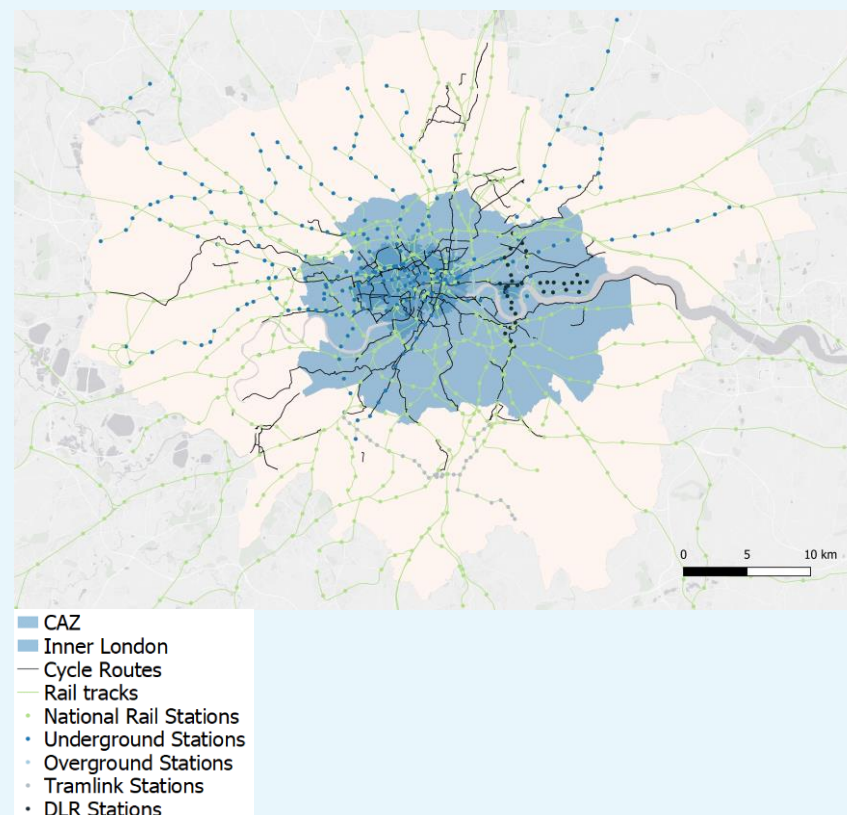 0 5 10 km
CAZ
Inner London
Cycle Routes
Rail tracks
National Rail Stations
Underground Stations
Overground Stations
Tramlink Stations
DLR Stations